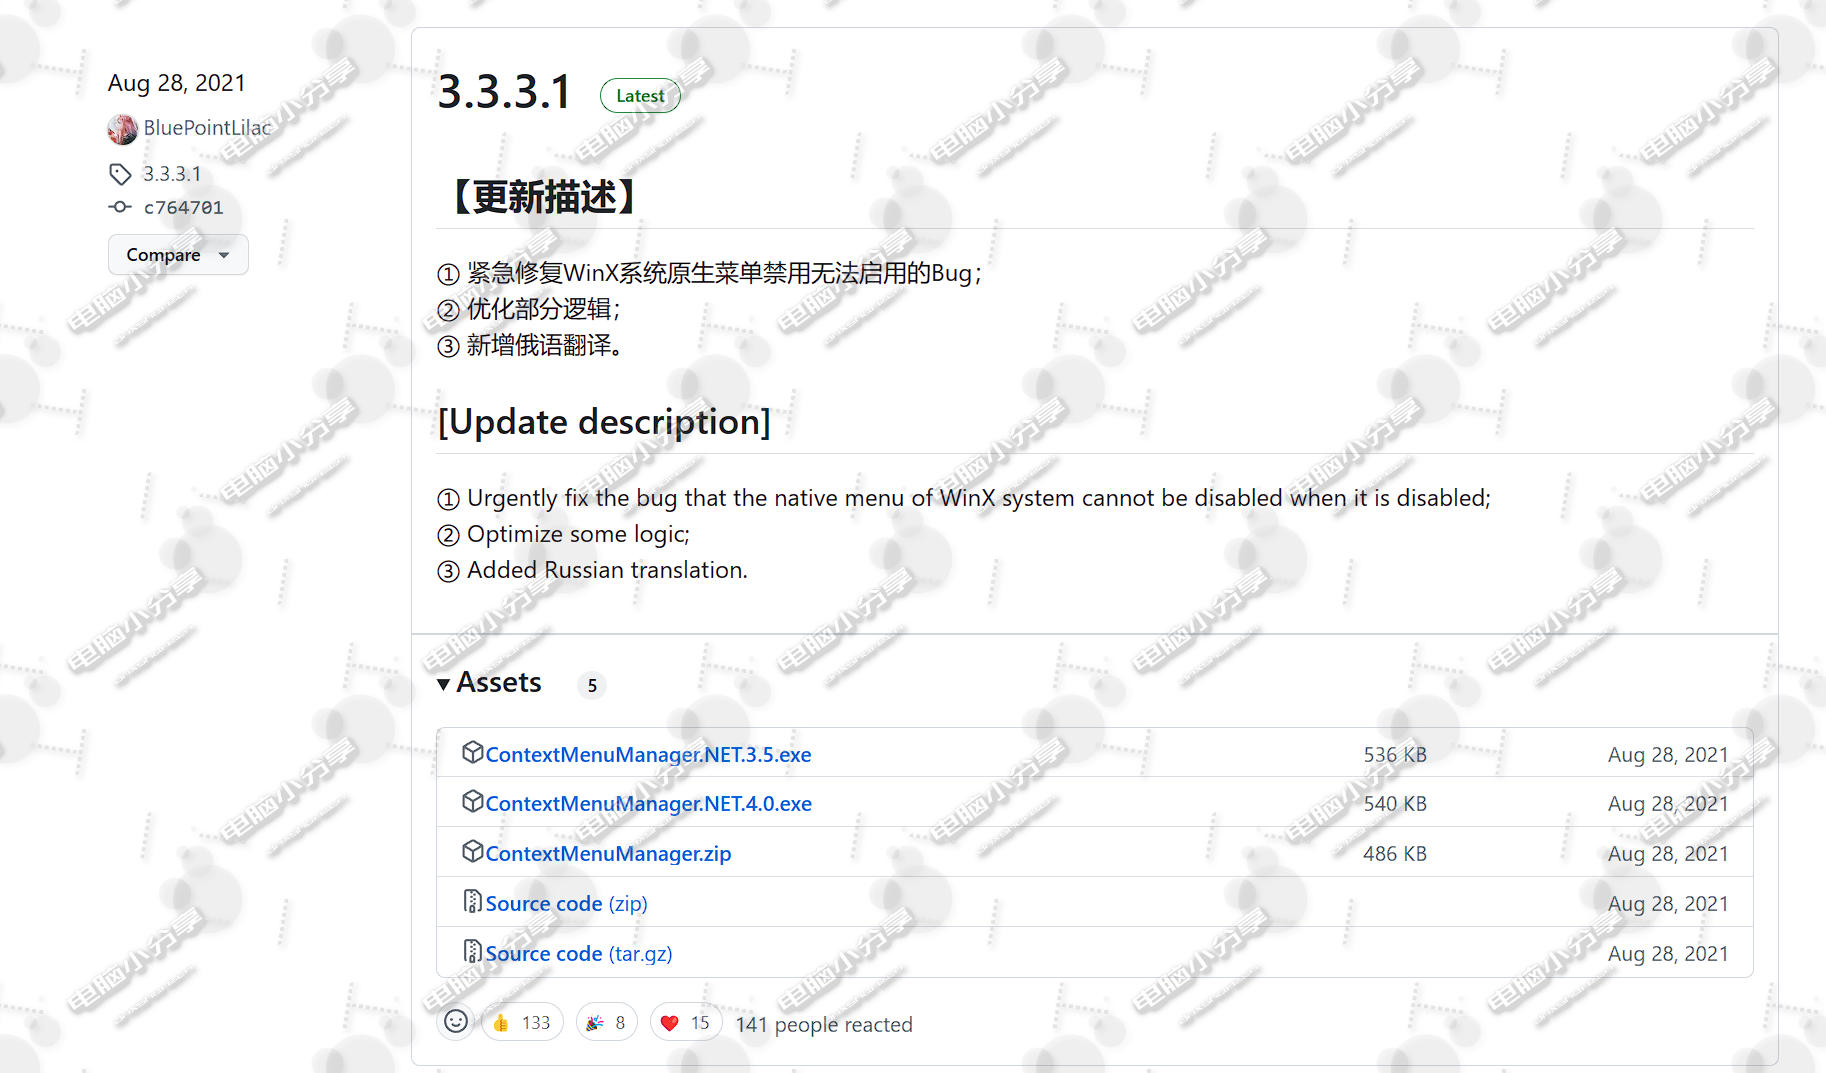 Aug 28, 2021
BluePointLilac
3.3.3.1
c764701
Compare
3.3.3.1 Latest
【更新描述】
① 紧急修复WinX系统原生菜单禁用无法启用的Bug；
② 优化部分逻辑；
③ 新增俄语翻译。
[Update description]
① Urgently fix the bug that the native menu of WinX system cannot be disabled when it is disabled;
② Optimize some logic;
③ Added Russian translation.
Assets 5
ContextMenuManager.NET.3.5.exe 536 KB Aug 28, 2021
ContextMenuManager.NET.4.0.exe 540 KB Aug 28, 2021
ContextMenuManager.zip 486 KB Aug 28, 2021
Source code (zip) Aug 28, 2021
Source code (tar.gz) Aug 28, 2021
133 8 15 141 people reacted
电脑小分享